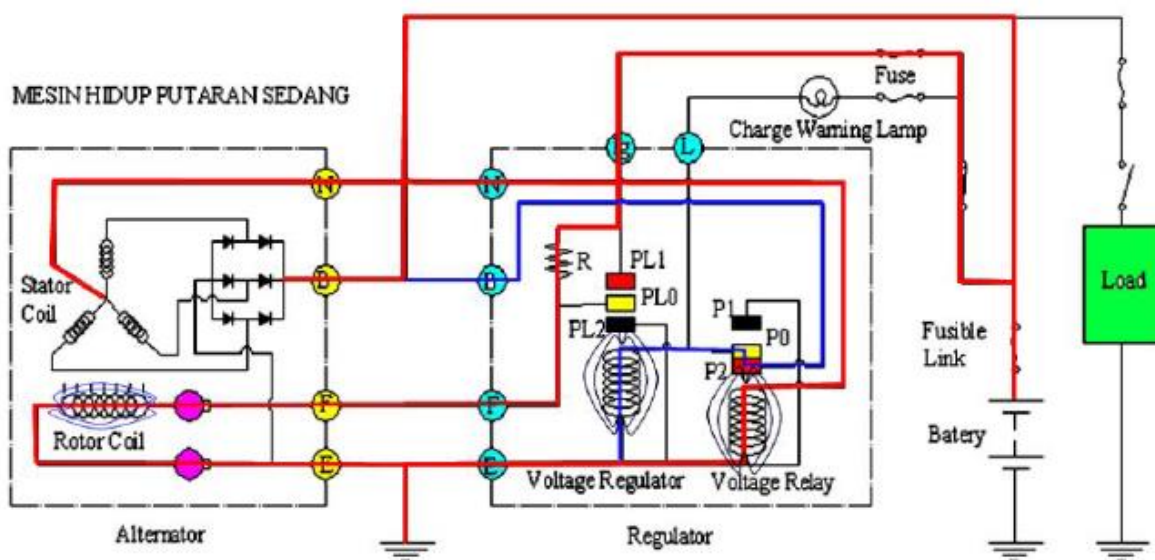 MESIN HIDUP PUTARAN SEDANG
Fuse
Charge Warning Lamp
Ig
L
N
N
B
B
R
PL1
PL0
PL2
P1
P0
P2
Stator
Coil
Load
Fusible
Link
F
F
Rotor Coil
E
E
Voltage Regulator
Voltage Relay
Batery
Alternator
Regulator